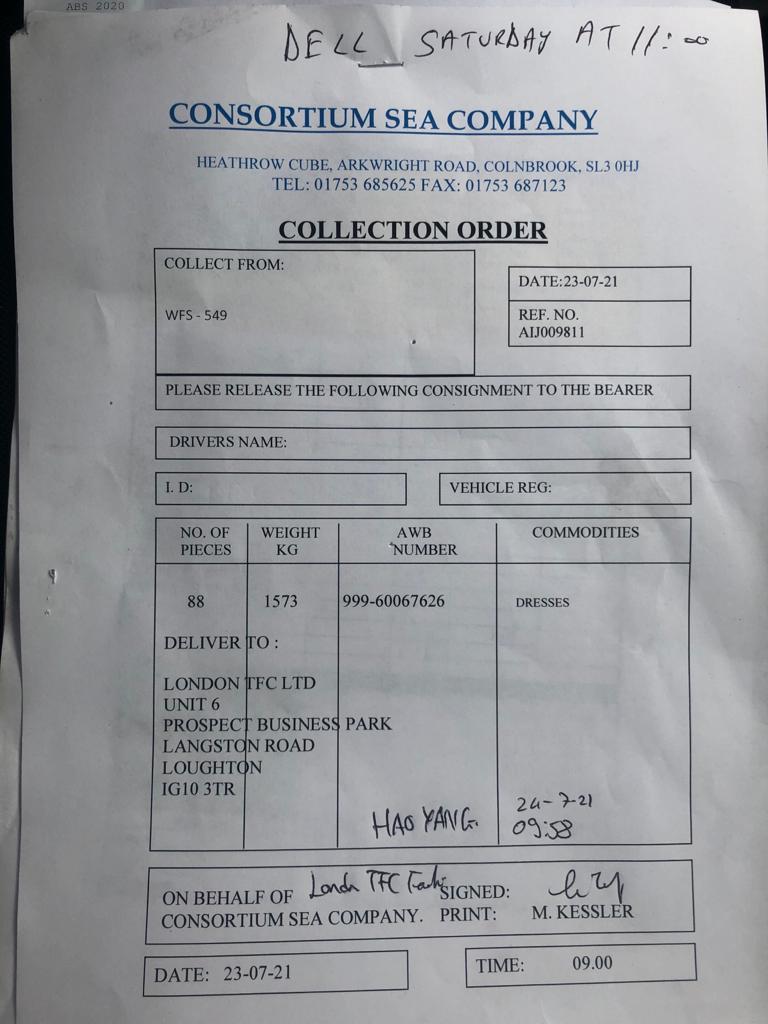 ABS 2020
DELL SATURDAY AT 11:00
CONSORTIUM SEA COMPANY
HEATHROW CUBE, ARKWRIGHT ROAD, COLNBROOK, SL3 0HJ
TEL: 01753 685625 FAX: 01753 687123
COLLECTION ORDER
COLLECT FROM:
WFS - 549
DATE:23-07-21
REF. NO.
AIJ009811
PLEASE RELEASE THE FOLLOWING CONSIGNMENT TO THE BEARER
DRIVERS NAME:
I. D:
VEHICLE REG:
NO. OF PIECES
WEIGHT KG
AWB NUMBER
COMMODITIES
88 1573 999-60067626 DRESSES
DELIVER TO :
LONDON TFC LTD
UNIT 6
PROSPECT BUSINESS PARK
LANGSTON ROAD
LOUGHTON
IG10 3TR
HAO YANG.
24-7-21
09:58
London TFC
ON BEHALF OF
CONSORTIUM SEA COMPANY.
SIGNED:
PRINT: M. KESSLER
DATE: 23-07-21
TIME: 09.00